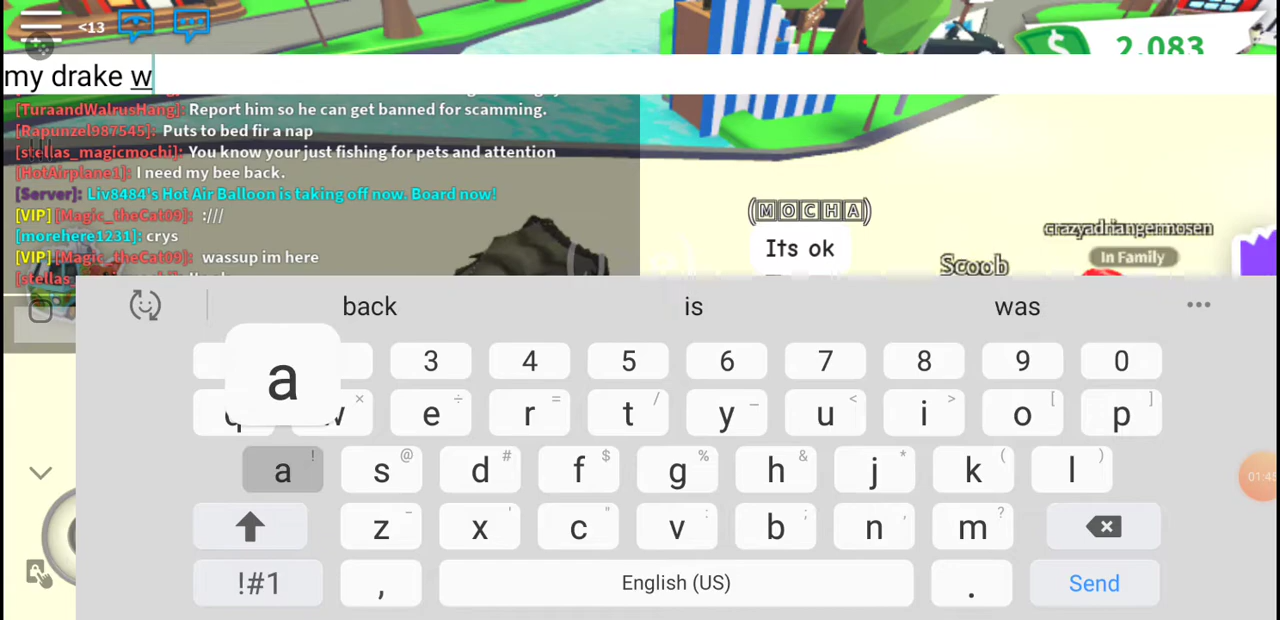 <13
2,083
my drake w
[TuraandWalrusHang]: Report him so he can get banned for scamming.
[Rapunzel987545]: Puts to bed fir a nap
[stellas_magicmochi]: You know your just fishing for pets and attention
[HotAirplane1]: I need my bee back.
[Server]: Liv8484's Hot Air Balloon is taking off now. Board now!
[VIP] [Magic_theCat09]: :///
[morehere1231]: crys
[VIP] [Magic_theCat09]: wassup im here
[stellas_
(MOCHA)
Its ok
crazyadriangermosen
In Family
Scoob
back is was
a
3 4 5 6 7 8 9 0
q w × e ÷ r = t / y _ u < i > o [ p ]
a ! s @ d # f $ g % h & j * k ( l )
z - x ' c " v : b ; n , m ?
!#1 , English (US) . Send
01:45